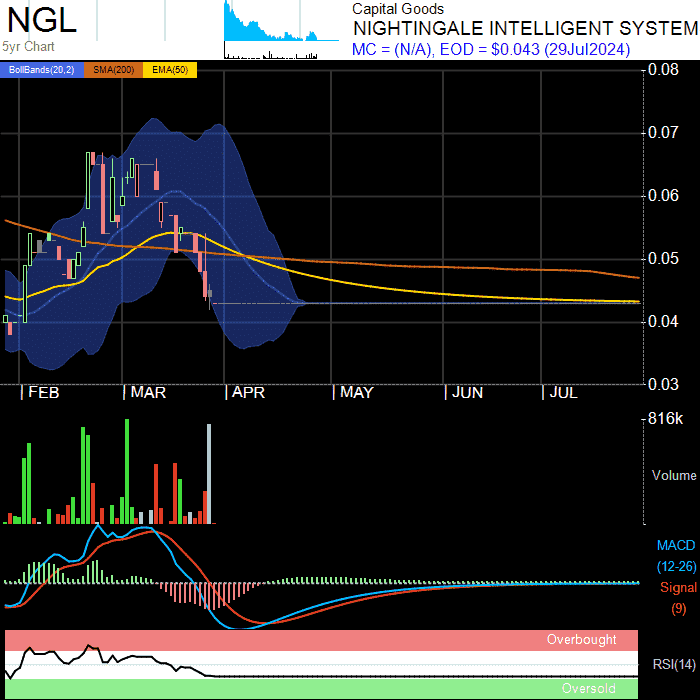 NGL
5yr Chart
Capital Goods
NIGHTINGALE INTELLIGENT SYSTEM
MC = (N/A), EOD = $0.043 (29Jul2024)
BollBands(20,2) SMA(200) EMA(50)
0.08
0.07
0.06
0.05
0.04
0.03
FEB MAR APR MAY JUN JUL
816k
Volume
MACD
(12-26)
Signal
(9)
Overbought
RSI(14)
Oversold